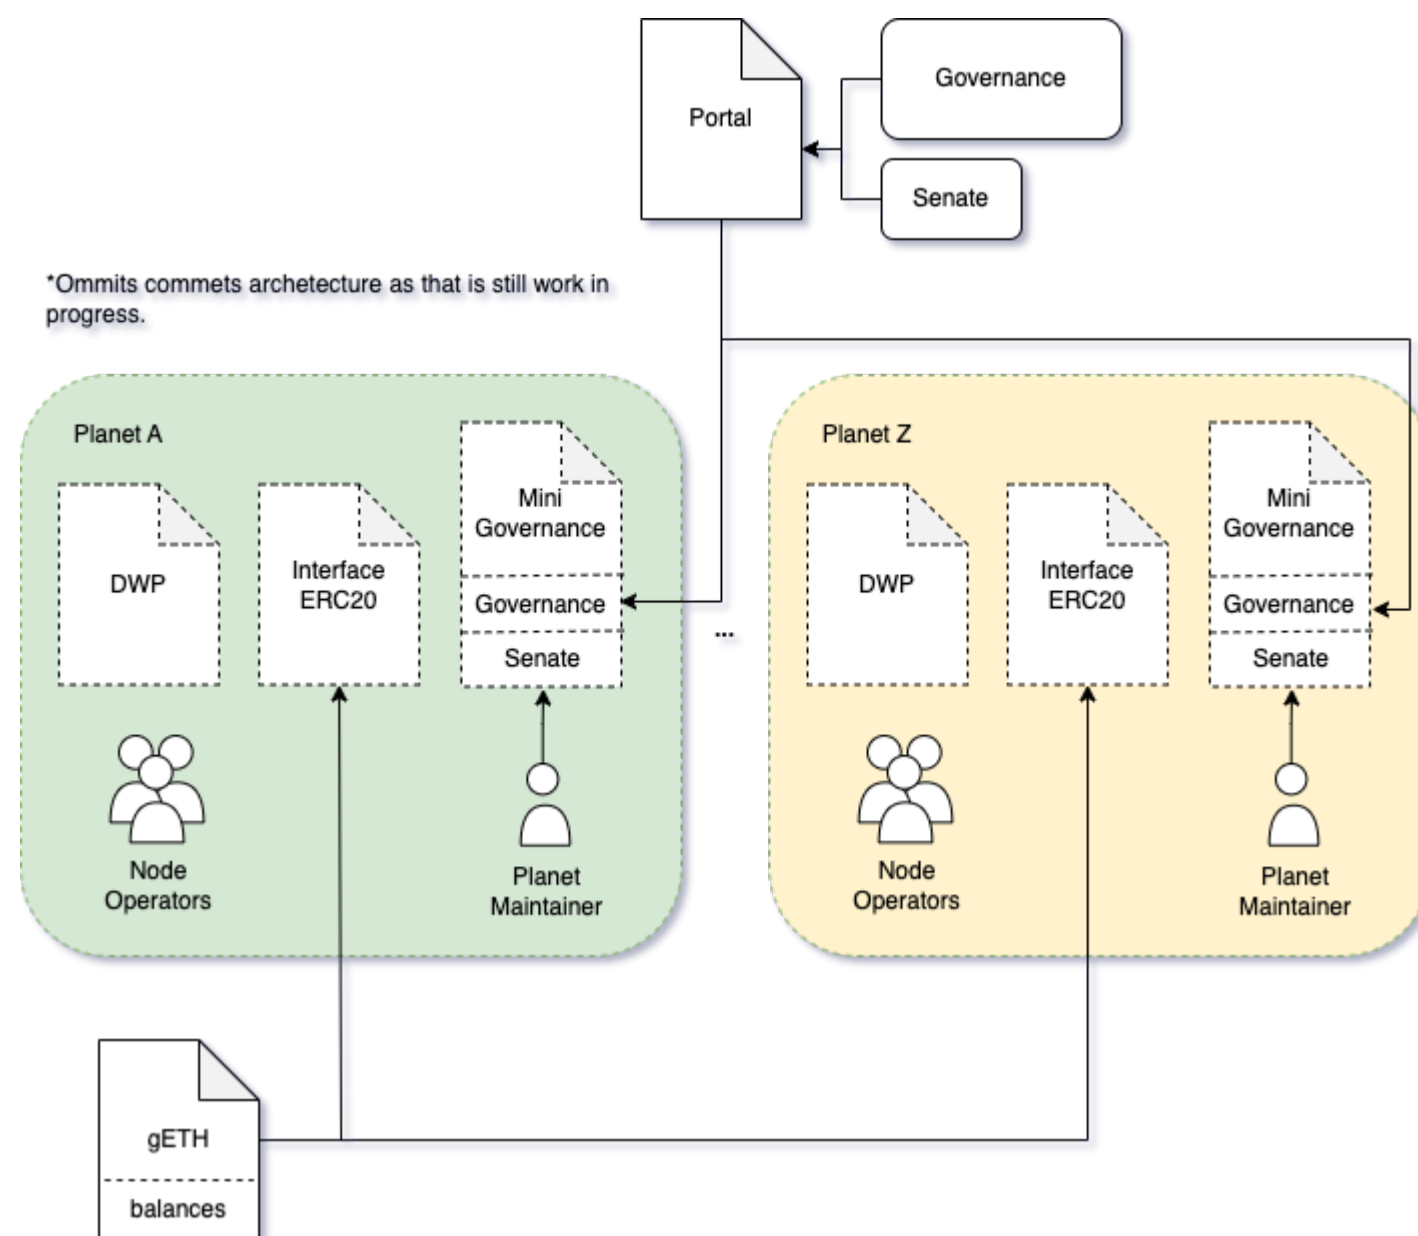 Portal
Governance
Senate
*Ommits commets archetecture as that is still work in
progress.
Planet A
DWP
Interface
ERC20
Mini
Governance
Governance
Senate
Node
Operators
Planet
Maintainer
...
Planet Z
DWP
Interface
ERC20
Mini
Governance
Governance
Senate
Node
Operators
Planet
Maintainer
gETH
balances